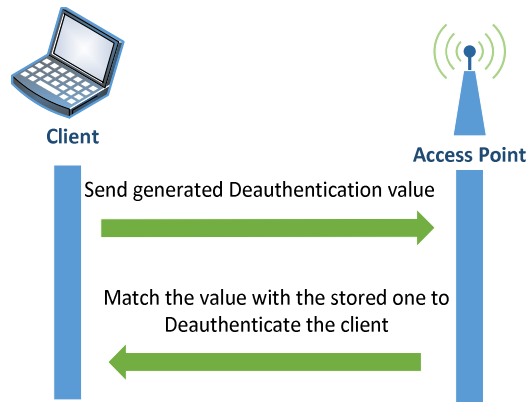 Client
Access Point
Send generated Deauthentication value
Match the value with the stored one to
Deauthenticate the client